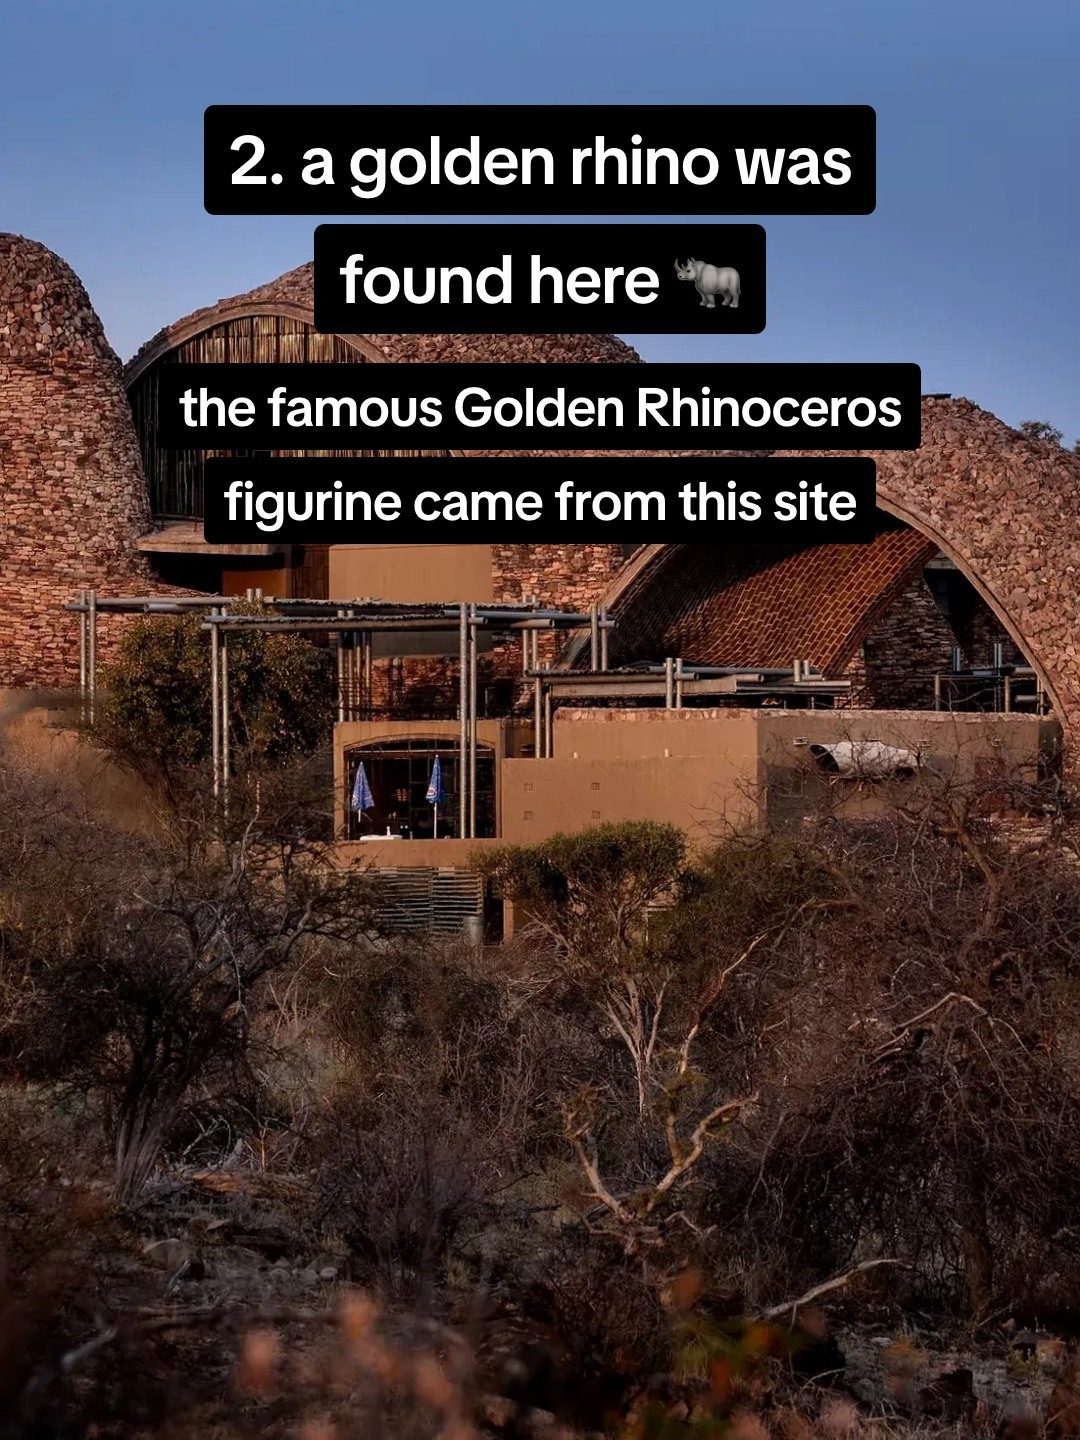 2. a golden rhino was
found here 🦏
the famous Golden Rhinoceros
figurine came from this site